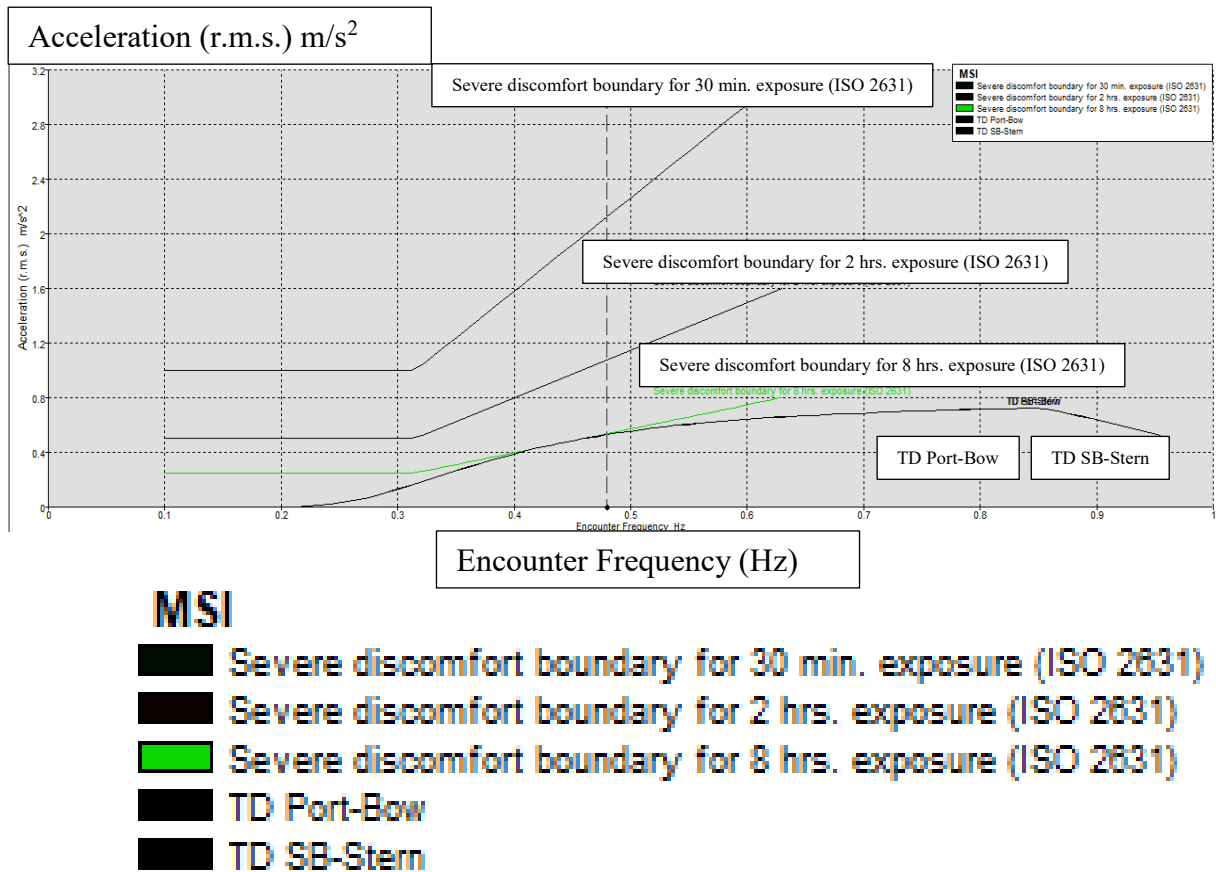 Acceleration (r.m.s.) m/s²
3.2
Severe discomfort boundary for 30 min. exposure (ISO 2631)
MSI
Severe discomfort boundary for 30 min. exposure (ISO 2631)
Severe discomfort boundary for 2 hrs. exposure (ISO 2631)
Severe discomfort boundary for 8 hrs. exposure (ISO 2631)
TD Port-Bow
TD SB-Stern
2.8
2.4
2
Severe discomfort boundary for 2 hrs. exposure (ISO 2631)
1.6
Acceleration (r.m.s.) m/s^2
1.2
Severe discomfort boundary for 8 hrs. exposure (ISO 2631)
Severe discomfort boundary for 8 hrs. exposure (ISO 2631)
0.8
TD Port-Bow
TD SB-Stern
0.4
0
0 0.1 0.2 0.3 0.4 0.5 0.6 0.7 0.8 0.9 1
Encounter Frequency Hz
Encounter Frequency (Hz)
MSI
Severe discomfort boundary for 30 min. exposure (ISO 2631)
Severe discomfort boundary for 2 hrs. exposure (ISO 2631)
Severe discomfort boundary for 8 hrs. exposure (ISO 2631)
TD Port-Bow
TD SB-Stern